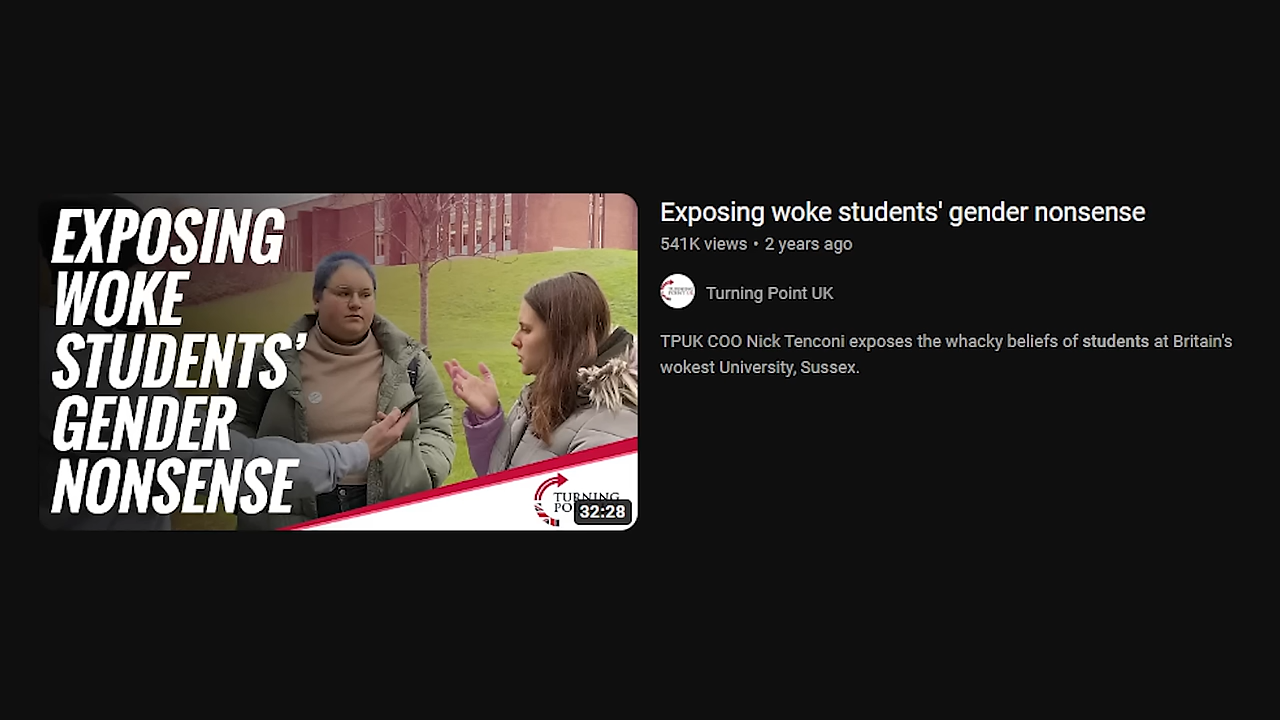 EXPOSING
WOKE
STUDENTS'
GENDER
NONSENSE
TURNING
PO
32:28
Exposing woke students' gender nonsense
541K views • 2 years ago
Turning Point UK
TPUK COO Nick Tenconi exposes the whacky beliefs of students at Britain's
wokest University, Sussex.